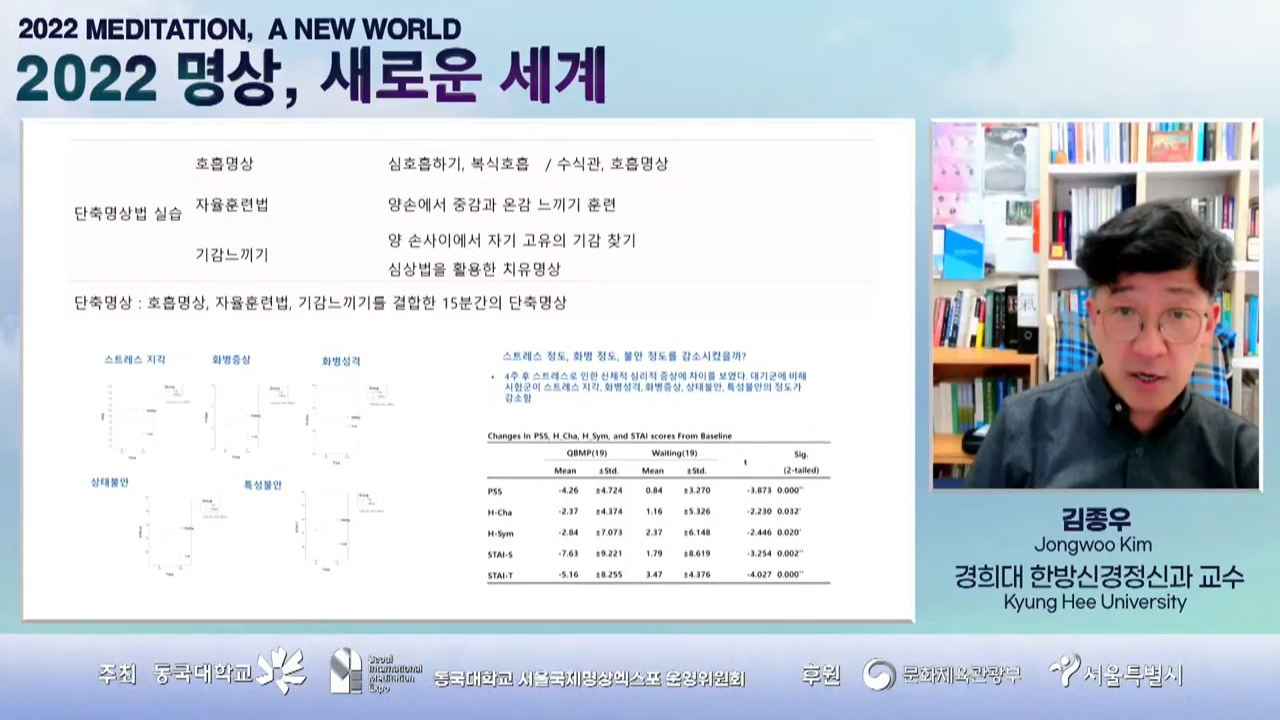 2022 MEDITATION, A NEW WORLD
2022 명상, 새로운 세계
단축명상법 실습
호흡명상 심호흡하기, 복식호흡 / 수식관, 호흡명상
자율훈련법 양손에서 중감과 온감 느끼기 훈련
기감느끼기 양 손사이에서 자기 고유의 기감 찾기
심상법을 활용한 치유명상
단축명상 : 호흡명상, 자율훈련법, 기감느끼기를 결합한 15분간의 단축명상
스트레스 지각 화병증상 화병성격
상태불안 특성불안
스트레스 정도, 화병 정도, 불안 정도를 감소시켰을까?
• 4주 후 스트레스로 인한 신체적 심리적 증상에 차이를 보였다. 대기군에 비해
시험군이 스트레스 지각, 화병성격, 화병증상, 상태불안, 특성불안의 정도가
감소함
Changes in PSS, H_Cha, H_Sym, and STAI scores From Baseline
QBMP(19) Waiting(19) t Sig.
Mean ±Std. Mean ±Std. (2-tailed)
PSS -4.26 ±4.724 0.84 ±3.270 -3.873 0.000**
H-Cha -2.37 ±4.374 1.16 ±5.326 -2.230 0.032*
H-Sym -2.84 ±7.073 2.37 ±6.148 -2.446 0.020*
STAI-S -7.63 ±9.221 1.79 ±8.619 -3.254 0.002**
STAI-T -5.16 ±8.255 3.47 ±4.376 -4.027 0.000**
氣
김종우
Jongwoo Kim
경희대 한방신경정신과 교수
Kyung Hee University
주최 동국대학교
Seoul
International
Meditation
Expo
동국대학교 서울국제명상엑스포 운영위원회
후원 문화체육관광부 서울특별시